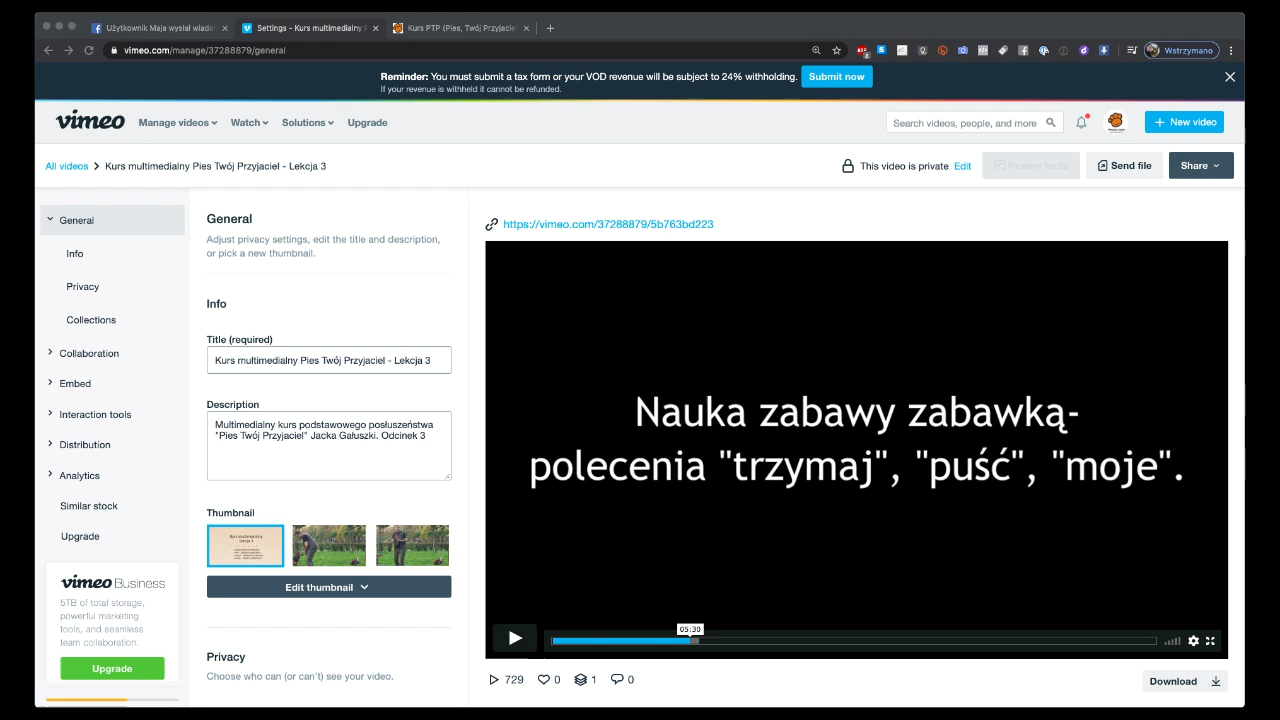 Użytkownik Maja wysłał wiadom
Settings - Kurs multimedialny P
Kurs PTP (Pies, Twój Przyjaciel
vimeo.com/manage/37288879/general
Wstrzymano
Reminder: You must submit a tax form or your VOD revenue will be subject to 24% withholding.
If your revenue is withheld it cannot be refunded.
Submit now
vimeo
Manage videos
Watch
Solutions
Upgrade
Search videos, people, and more
New video
All videos
Kurs multimedialny Pies Twój Przyjaciel - Lekcja 3
This video is private
Edit
Review tools
Send file
Share
General
Info
Privacy
Collections
Collaboration
Embed
Interaction tools
Distribution
Analytics
Similar stock
Upgrade
vimeo Business
5TB of total storage,
powerful marketing
tools, and seamless
team collaboration.
Upgrade
General
Adjust privacy settings, edit the title and description,
or pick a new thumbnail.
Info
Title (required)
Kurs multimedialny Pies Twój Przyjaciel - Lekcja 3
Description
Multimedialny kurs podstawowego posłuszeństwa
"Pies Twój Przyjaciel" Jacka Gałuszki. Odcinek 3
Thumbnail
Kurs multimedialny
lekcja 3
Edit thumbnail
Privacy
Choose who can (or can't) see your video.
https://vimeo.com/37288879/5b763bd223
Nauka zabawy zabawką-
polecenia "trzymaj", "puść", "moje".
05:30
729
0
1
0
Download